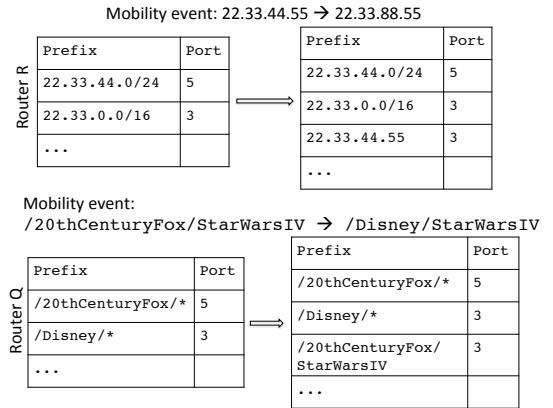 Mobility event: 22.33.44.55 → 22.33.88.55
Router R
Prefix Port
22.33.44.0/24 5
22.33.0.0/16 3
...
Prefix Port
22.33.44.0/24 5
22.33.0.0/16 3
22.33.44.55 3
...
Mobility event:
/20thCenturyFox/StarWarsIV → /Disney/StarWarsIV
Router Q
Prefix Port
/20thCenturyFox/* 5
/Disney/* 3
...
Prefix Port
/20thCenturyFox/* 5
/Disney/* 3
/20thCenturyFox/ 3
StarWarsIV
...